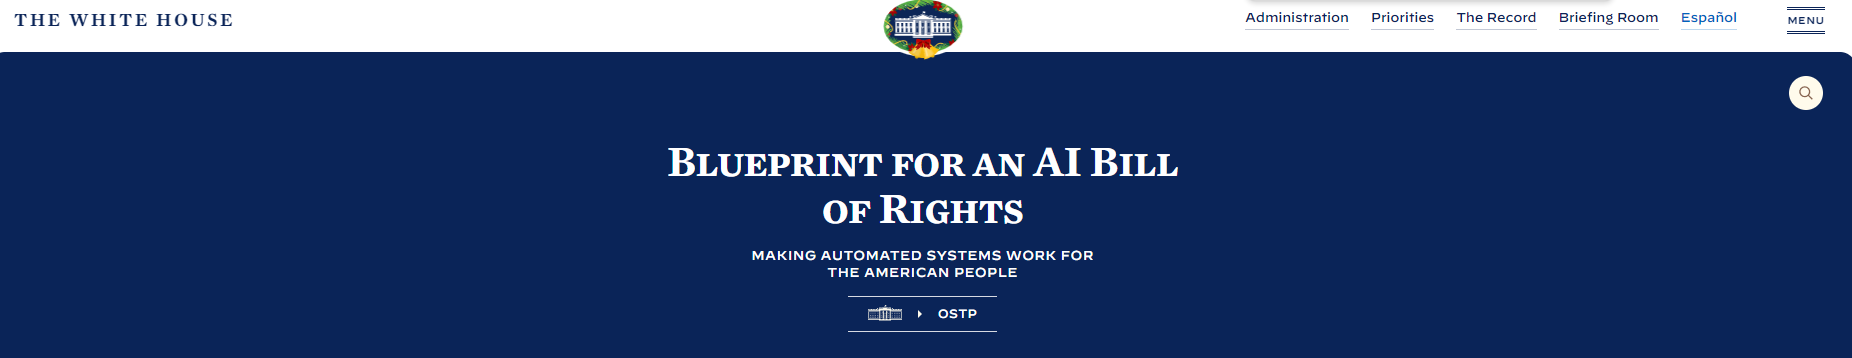 THE WHITE HOUSE
Administration Priorities The Record Briefing Room Español MENU
BLUEPRINT FOR AN AI BILL
OF RIGHTS
MAKING AUTOMATED SYSTEMS WORK FOR
THE AMERICAN PEOPLE
OSTP